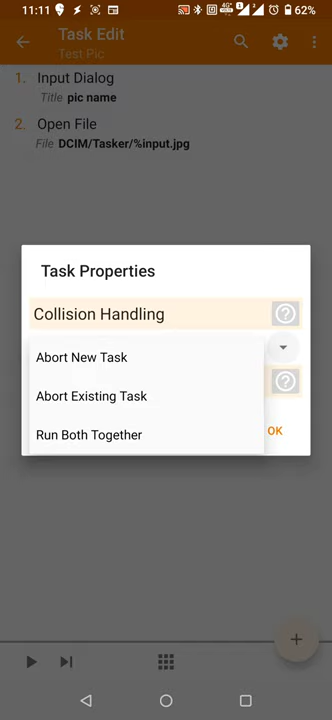 11:11
4G+
62%
Task Edit
Test Pic
1. Input Dialog
Title pic name
2. Open File
File DCIM/Tasker/%input.jpg
Task Properties
Collision Handling
Abort New Task
Abort Existing Task
Run Both Together
OK